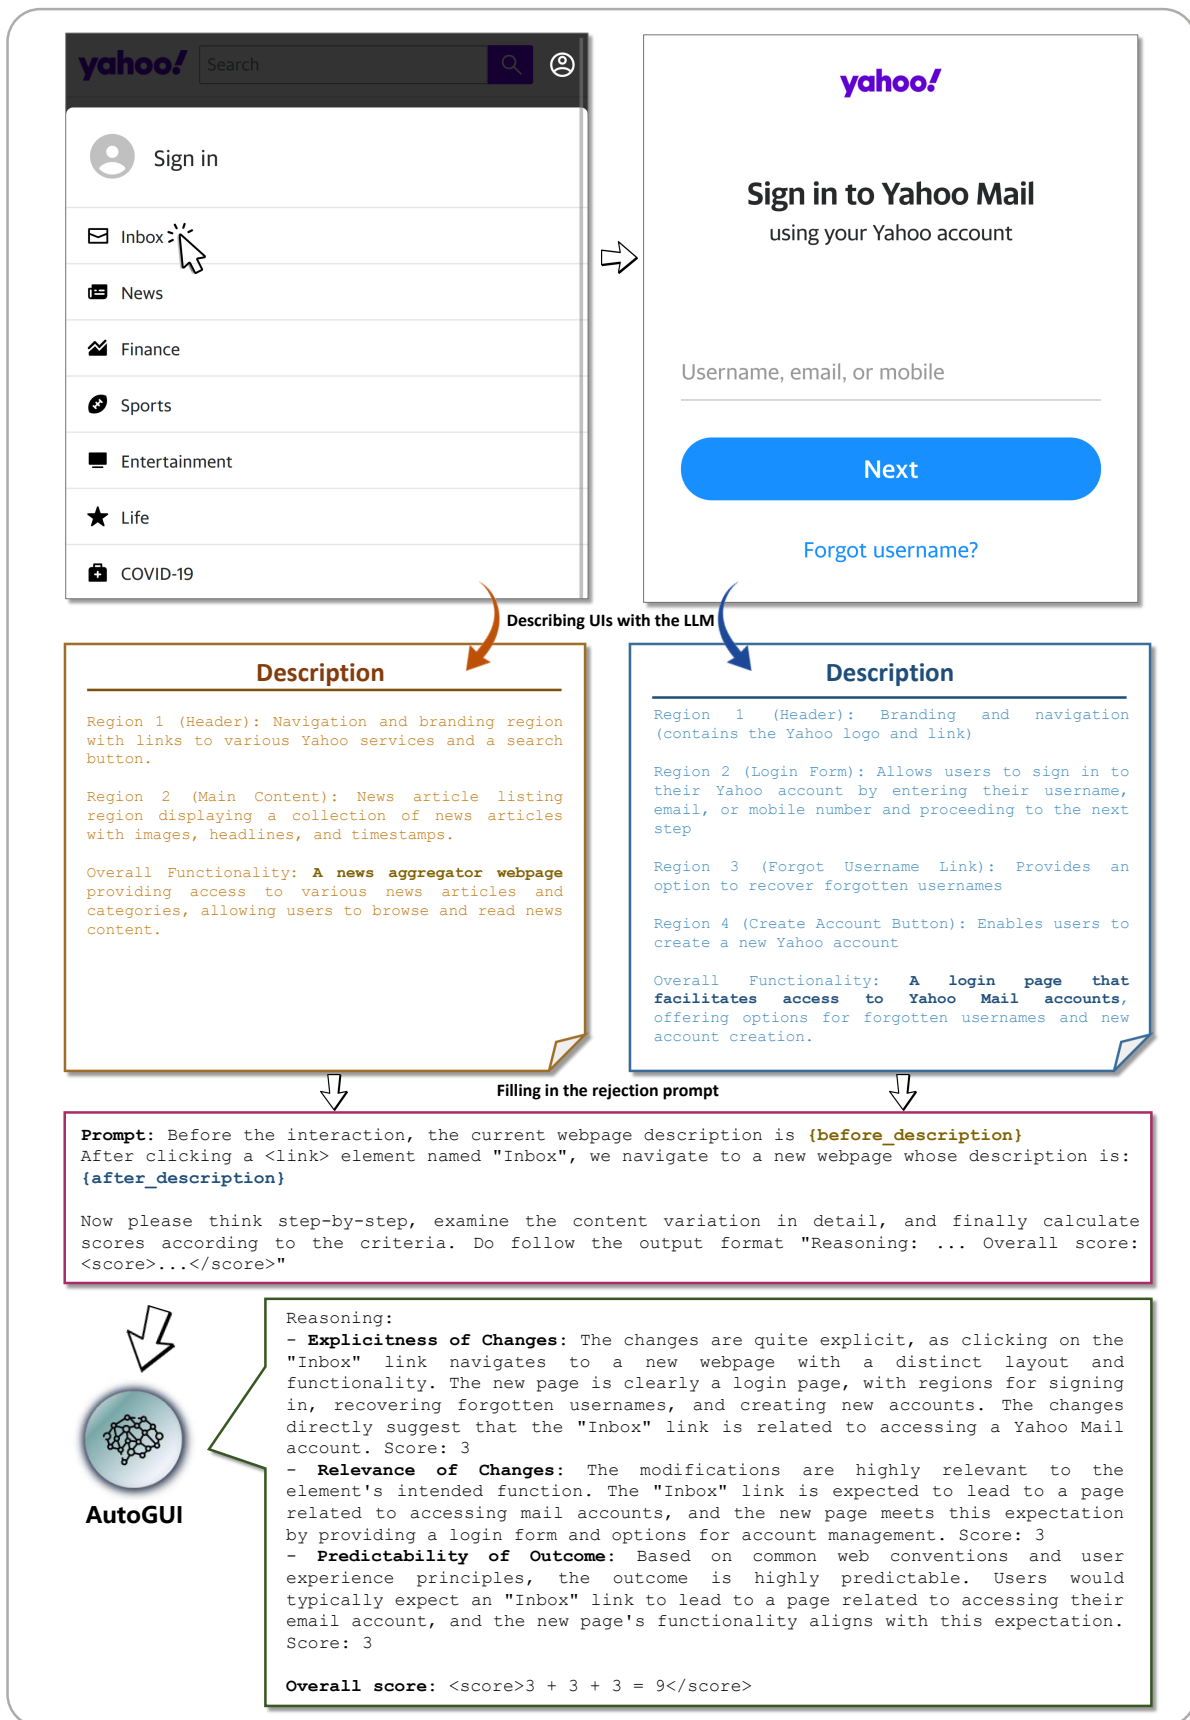 yahoo!
Search
Sign in
Inbox
News
Finance
Sports
Entertainment
Life
COVID-19
yahoo!
Sign in to Yahoo Mail
using your Yahoo account
Username, email, or mobile
Next
Forgot username?
Describing UIs with the LLM
Description
Region 1 (Header): Navigation and branding region
with links to various Yahoo services and a search
button.
Region 2 (Main Content): News article listing
region displaying a collection of news articles
with images, headlines, and timestamps.
Overall Functionality: A news aggregator webpage
providing access to various news articles and
categories, allowing users to browse and read news
content.
Description
Region 1 (Header): Branding and navigation
(contains the Yahoo logo and link)
Region 2 (Login Form): Allows users to sign in to
their Yahoo account by entering their username,
email, or mobile number and proceeding to the next
step
Region 3 (Forgot Username Link): Provides an
option to recover forgotten usernames
Region 4 (Create Account Button): Enables users to
create a new Yahoo account
Overall Functionality: A login page that
facilitates access to Yahoo Mail accounts,
offering options for forgotten usernames and new
account creation.
Filling in the rejection prompt
Prompt: Before the interaction, the current webpage description is {before_description}
After clicking a <link> element named "Inbox", we navigate to a new webpage whose description is:
{after_description}
Now please think step-by-step, examine the content variation in detail, and finally calculate
scores according to the criteria. Do follow the output format "Reasoning: ... Overall score:
<score>...</score>"
AutoGUI
Reasoning:
- Explicitness of Changes: The changes are quite explicit, as clicking on the
"Inbox" link navigates to a new webpage with a distinct layout and
functionality. The new page is clearly a login page, with regions for signing
in, recovering forgotten usernames, and creating new accounts. The changes
directly suggest that the "Inbox" link is related to accessing a Yahoo Mail
account. Score: 3
- Relevance of Changes: The modifications are highly relevant to the
element's intended function. The "Inbox" link is expected to lead to a page
related to accessing mail accounts, and the new page meets this expectation
by providing a login form and options for account management. Score: 3
- Predictability of Outcome: Based on common web conventions and user
experience principles, the outcome is highly predictable. Users would
typically expect an "Inbox" link to lead to a page related to accessing their
email account, and the new page's functionality aligns with this expectation.
Score: 3
Overall score: <score>3 + 3 + 3 = 9</score>